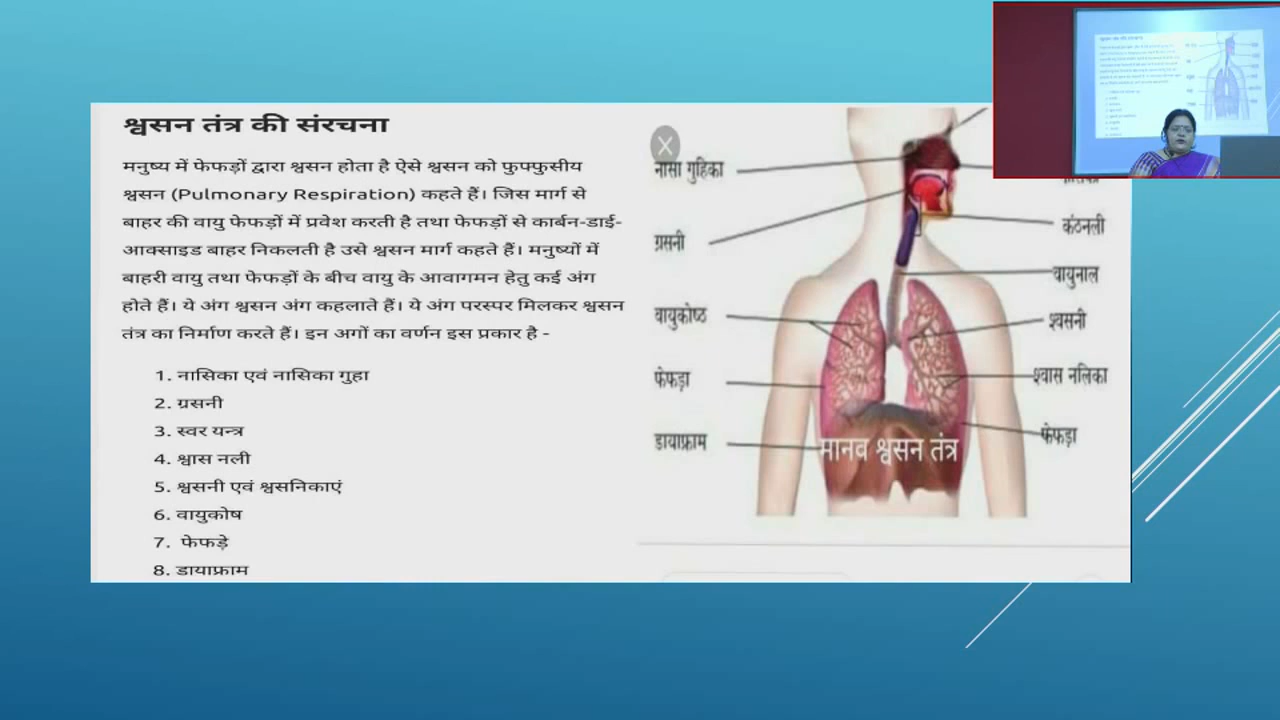 श्वसन तंत्र की संरचना
मनुष्य में फेफड़ों द्वारा श्वसन होता है ऐसे श्वसन को फुफ्फुसीय
श्वसन (Pulmonary Respiration) कहते हैं। जिस मार्ग से
बाहर की वायु फेफड़ों में प्रवेश करती है तथा फेफड़ों से कार्बन-डाई-
आक्साइड बाहर निकलती है उसे श्वसन मार्ग कहते हैं। मनुष्यों में
बाहरी वायु तथा फेफड़ों के बीच वायु के आवागमन हेतु कई अंग
होते हैं। ये अंग श्वसन अंग कहलाते हैं। ये अंग परस्पर मिलकर श्वसन
तंत्र का निर्माण करते हैं। इन अगों का वर्णन इस प्रकार है -
1. नासिका एवं नासिका गुहा
2. ग्रसनी
3. स्वर यन्त्र
4. श्वास नली
5. श्वसनी एवं श्वसनिकाएं
6. वायुकोष
7. फेफड़े
8. डायाफ्राम
नासा गुहिका
ग्रसनी
वायुकोष्ठ
फेफड़ा
डायाफ्राम
कंठनली
वायुनाल
श्वसनी
श्वास नलिका
फेफड़ा
मानव श्वसन तंत्र